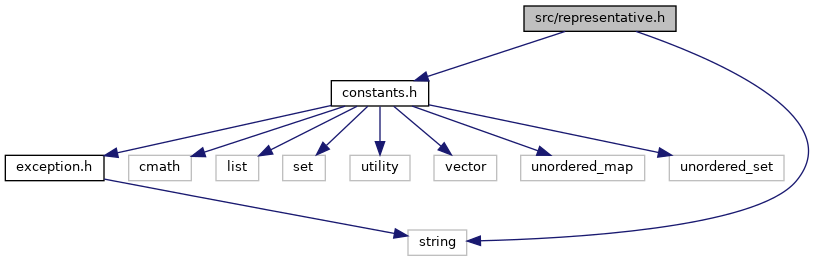 src/representative.h
constants.h
exception.h
cmath
list
set
utility
vector
unordered_map
unordered_set
string